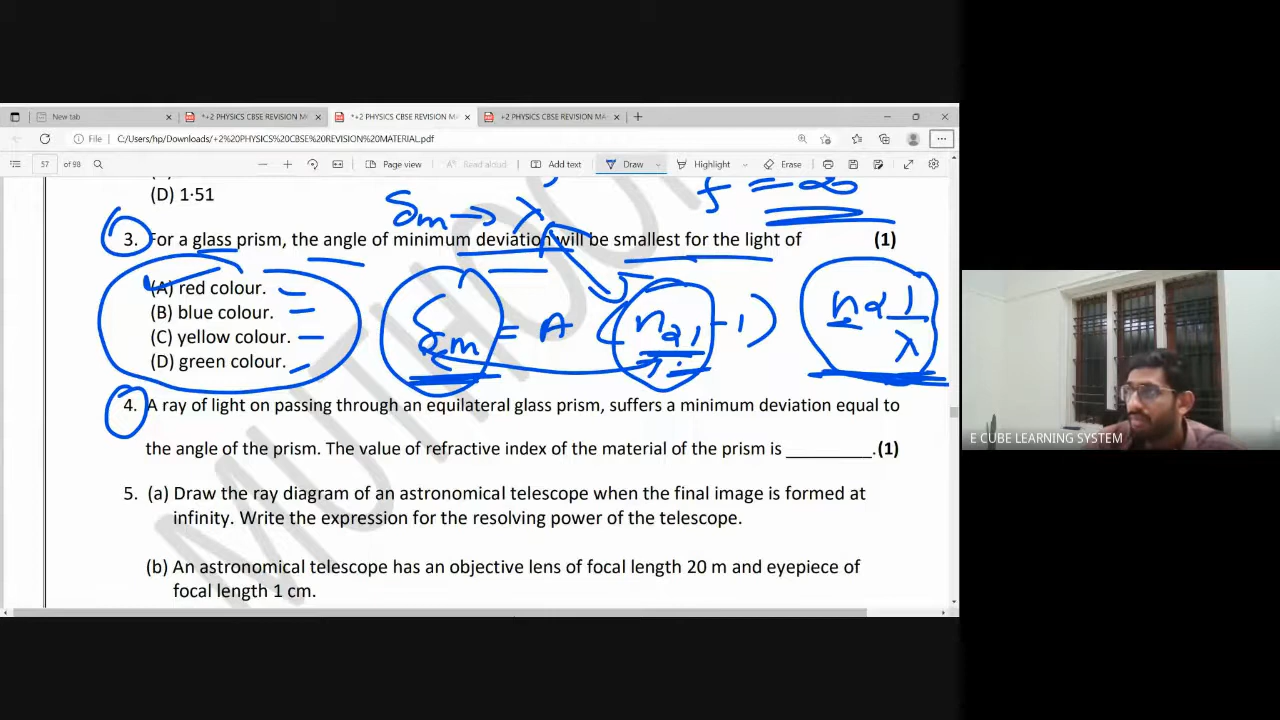 New tab
*+2 PHYSICS CBSE REVISION M
*+2 PHYSICS CBSE REVISION MA
+2 PHYSICS CBSE REVISION MA
File
C:/Users/hp/Downloads/+2%20PHYSICS%20CBSE%20REVISION%20MATERIAL.pdf
57 of 98
Page view
Read aloud
Add text
Draw
Highlight
Erase
(D) 1·51
δm → λ
f = ∞
3. For a glass prism, the angle of minimum deviation will be smallest for the light of (1)
(A) red colour.
(B) blue colour.
(C) yellow colour.
(D) green colour.
δm = A (n21 - 1)
n α 1/λ
4. A ray of light on passing through an equilateral glass prism, suffers a minimum deviation equal to
the angle of the prism. The value of refractive index of the material of the prism is _________.(1)
5. (a) Draw the ray diagram of an astronomical telescope when the final image is formed at
infinity. Write the expression for the resolving power of the telescope.
(b) An astronomical telescope has an objective lens of focal length 20 m and eyepiece of
focal length 1 cm.
E CUBE LEARNING SYSTEM